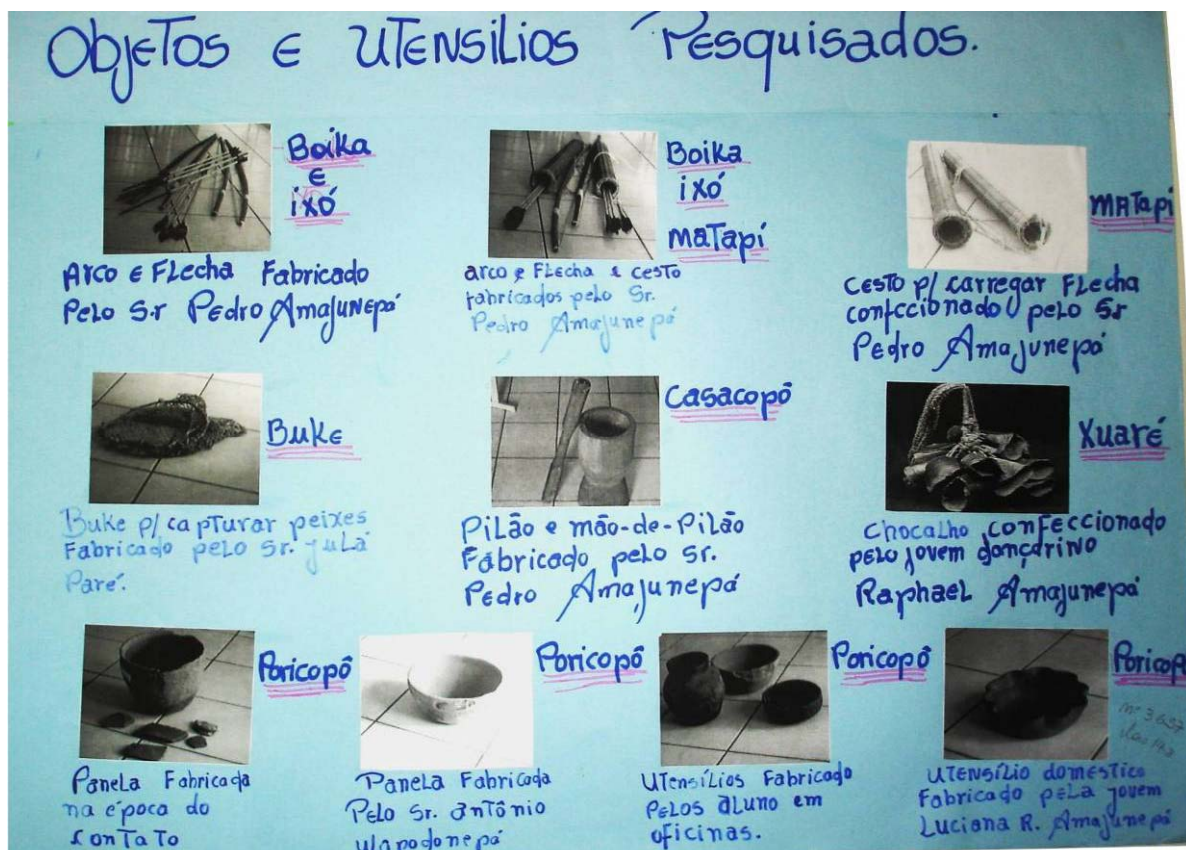 Objetos e Utensilios Pesquisados.
Boika
e
ixó
Arco e Flecha Fabricado
Pelo S.r Pedro Amajunepá
Boika
ixó
matapí
arco e Flecha e cesto
fabricados pelo Sr.
Pedro Amajunepá
Matapí
Cesto p/ carregar Flecha
confccionado pelo Sr
Pedro Amajunepá
Buke
Buke p/ capturar peixes
Fabricado pelo Sr. Julá
Paré.
Casacopô
Pilão e mão-de-Pilão
Fabricado pelo Sr.
Pedro Amajunepá
Xuaré
Chocalho confeccionado
pelo jovem dançarino
Raphael Amajunepá
Poricopô
Panela Fabricada
na época do
contato
Poricopô
Panela Fabricada
Pelo Sr. Antônio
Poricopô
Utensílios Fabricado
pelos aluno em
oficinas.
Poricopô
Utensílio doméstico
Fabricado pela jovem
Luciana R. Amajunepá